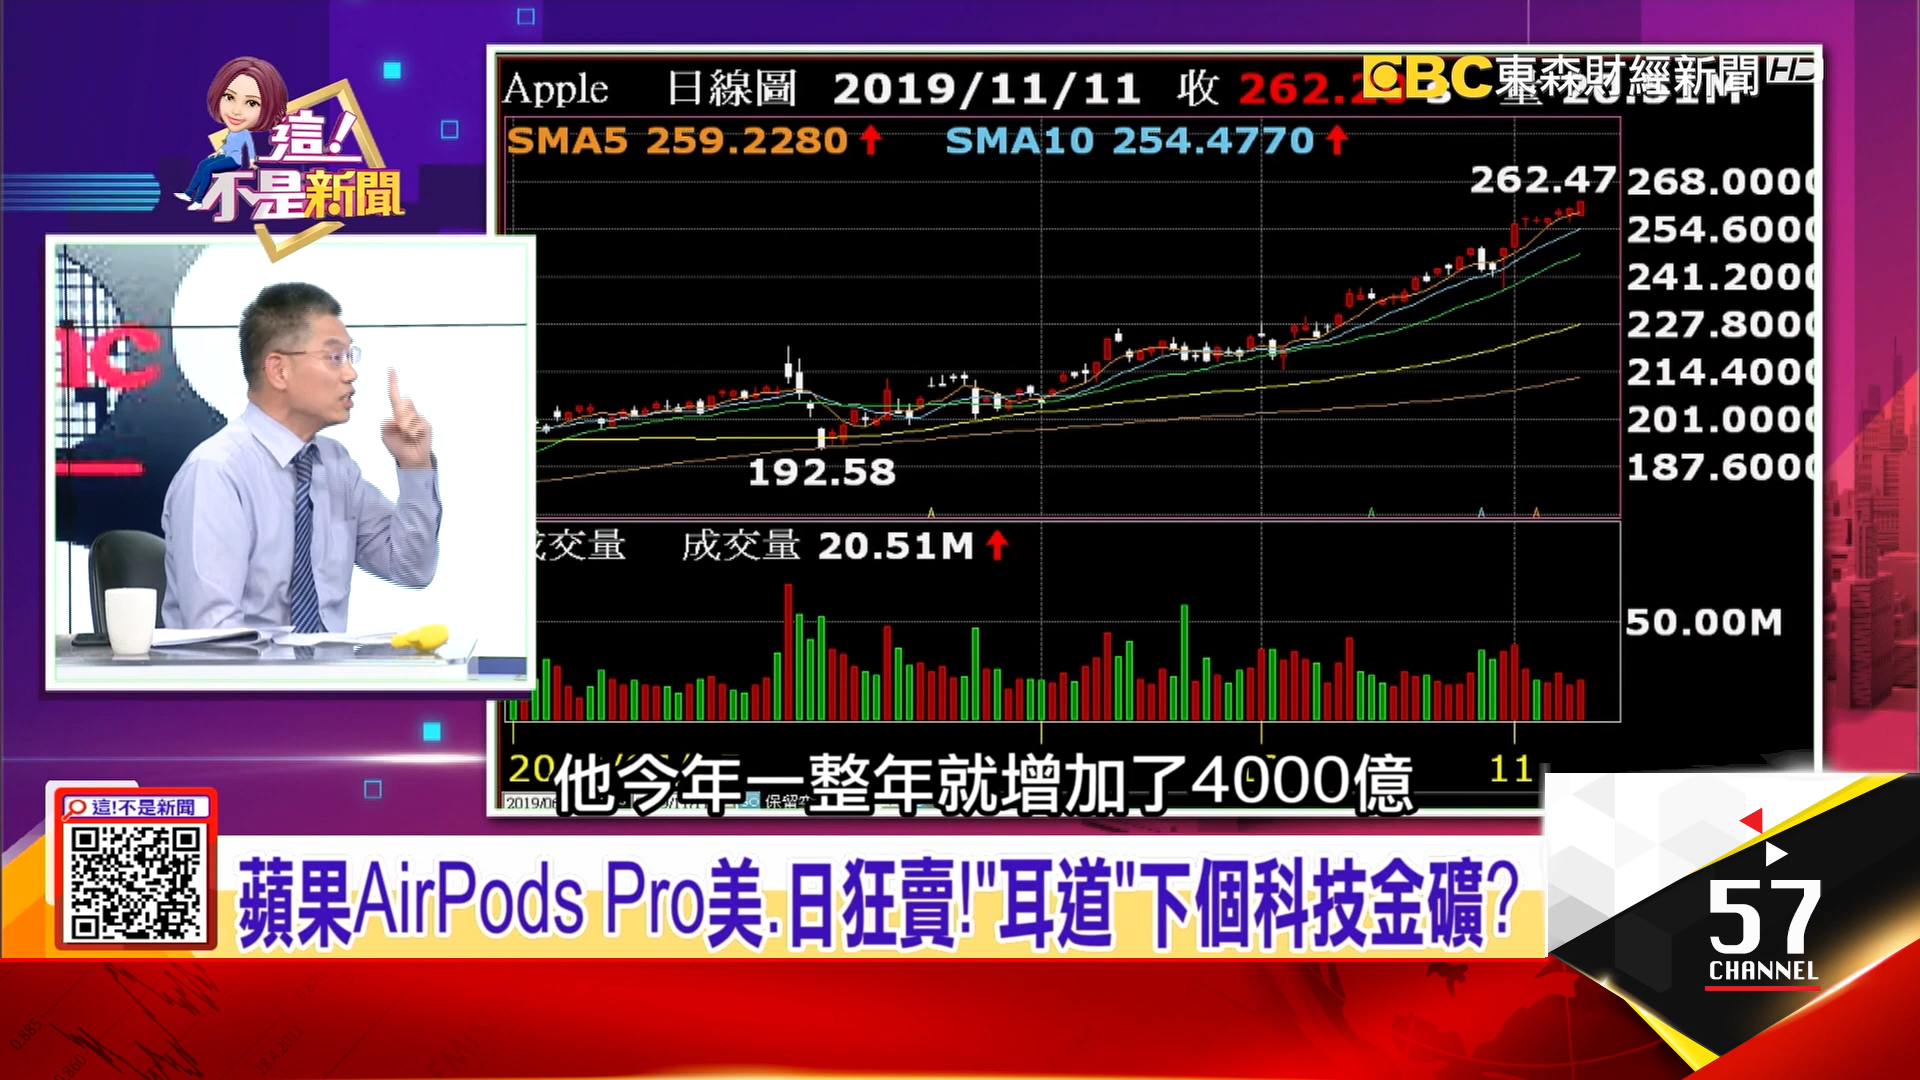 這!
不是新聞
Apple 日線圖 2019/11/11 收 262.2
EBC東森財經新聞HD
SMA5 259.2280 SMA10 254.4770
262.47
268.0000
254.6000
241.2000
227.8000
214.4000
201.0000
187.6000
192.58
成交量 成交量 20.51M
50.00M
11
他今年一整年就增加了4000億
這!不是新聞
蘋果AirPods Pro美.日狂賣!"耳道"下個科技金礦?
57
CHANNEL